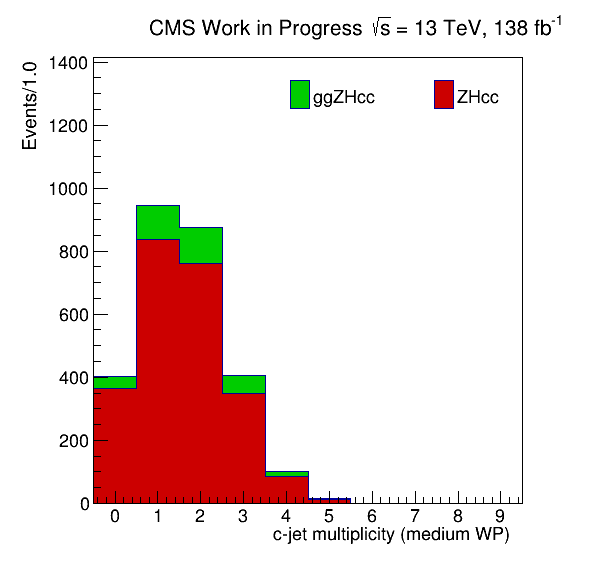 CMS Work in Progress √s = 13 TeV, 138 fb⁻¹
Events/1.0
1400
1200
1000
800
600
400
200
0
ggZHcc
ZHcc
0 1 2 3 4 5 6 7 8 9
c-jet multiplicity (medium WP)